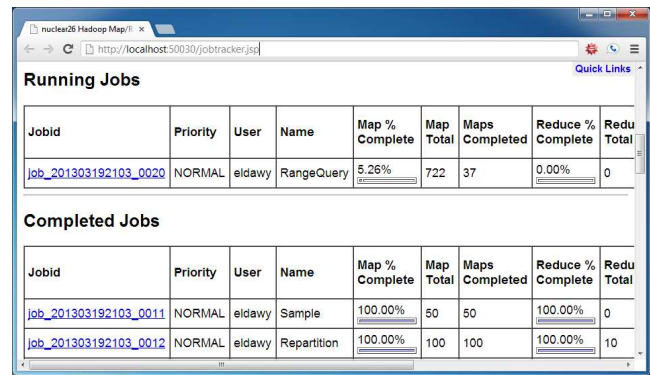 nuclear26 Hadoop Map/R
http://localhost:50030/jobtracker.jsp
Quick Links
Running Jobs
Jobid Priority User Name Map % Complete Map Total Maps Completed Reduce % Complete Redu Total
job_201303192103_0020 NORMAL eldawy RangeQuery 5.26% 722 37 0.00% 0
Completed Jobs
Jobid Priority User Name Map % Complete Map Total Maps Completed Reduce % Complete Redu Total
job_201303192103_0011 NORMAL eldawy Sample 100.00% 50 50 100.00% 0
job_201303192103_0012 NORMAL eldawy Repartition 100.00% 100 100 100.00% 10